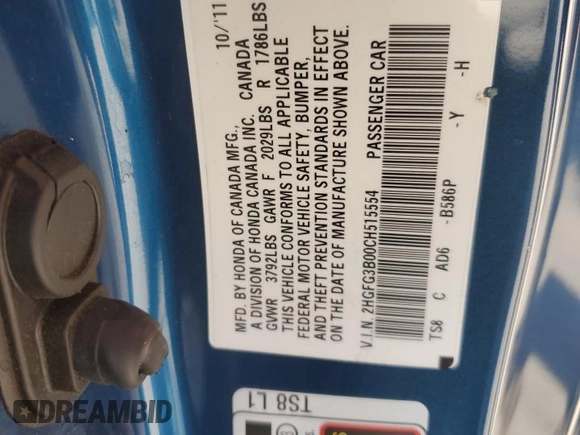 MFD. BY HONDA OF CANADA MFG., 10/'11
A DIVISION OF HONDA CANADA INC. CANADA
GVWR 3792LBS GAWR F 2029LBS R 1786LBS
THIS VEHICLE CONFORMS TO ALL APPLICABLE
FEDERAL MOTOR VEHICLE SAFETY, BUMPER,
AND THEFT PREVENTION STANDARDS IN EFFECT
ON THE DATE OF MANUFACTURE SHOWN ABOVE.
V.I.N. 2HGFG3B00CH515554 PASSENGER CAR
TS8 C AD6 -B586P -Y -H
TS8 L1
DREAMBID